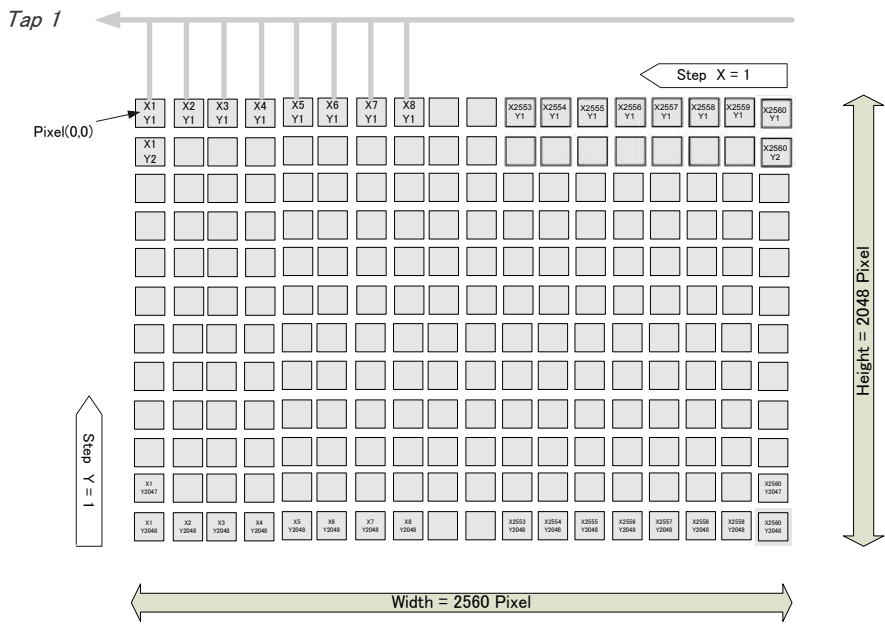 Tap 1
Step X = 1
Pixel(0,0)
X1 Y1
X2 Y1
X3 Y1
X4 Y1
X5 Y1
X6 Y1
X7 Y1
X8 Y1
X2553 Y1
X2554 Y1
X2555 Y1
X2556 Y1
X2557 Y1
X2558 Y1
X2559 Y1
X2560 Y1
X1 Y2
X2560 Y2
Height = 2048 Pixel
Step Y = 1
X1 Y2047
X2560 Y2047
X1 Y2048
X2 Y2048
X3 Y2048
X4 Y2048
X5 Y2048
X6 Y2048
X7 Y2048
X8 Y2048
X2553 Y2048
X2554 Y2048
X2555 Y2048
X2556 Y2048
X2557 Y2048
X2558 Y2048
X2559 Y2048
X2560 Y2048
Width = 2560 Pixel